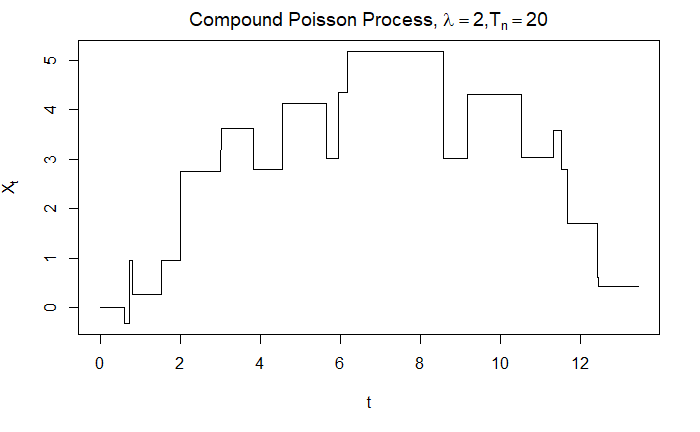 Compound Poisson Process, λ = 2,Tₙ = 20
5
4
3
2
1
0
Xₜ
0 2 4 6 8 10 12
t